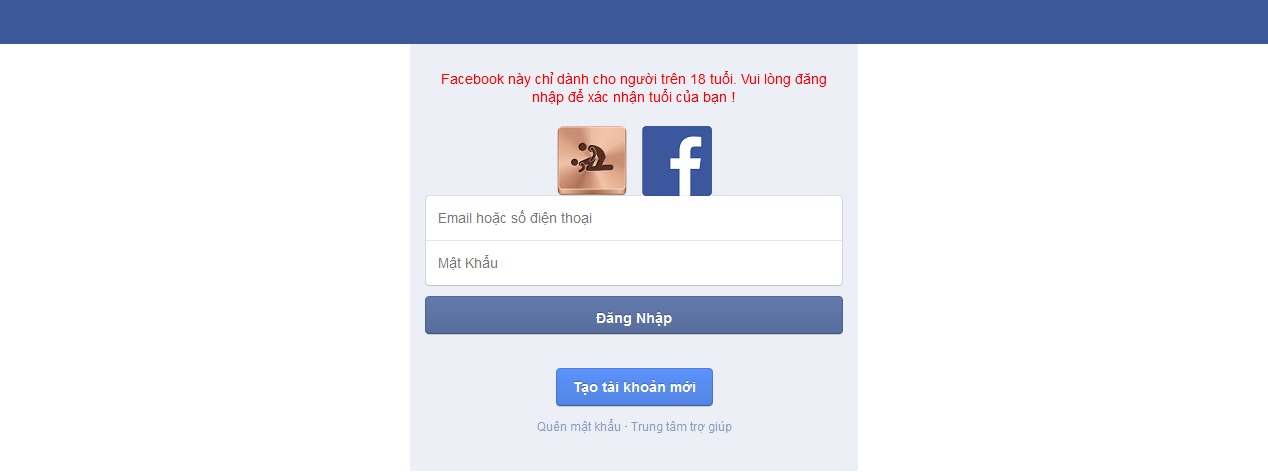 Facebook này chỉ dành cho người trên 18 tuổi. Vui lòng đăng
nhập để xác nhận tuổi của bạn !
Email hoặc số điện thoại
Mật Khẩu
Đăng Nhập
Tạo tài khoản mới
Quên mật khẩu · Trung tâm trợ giúp